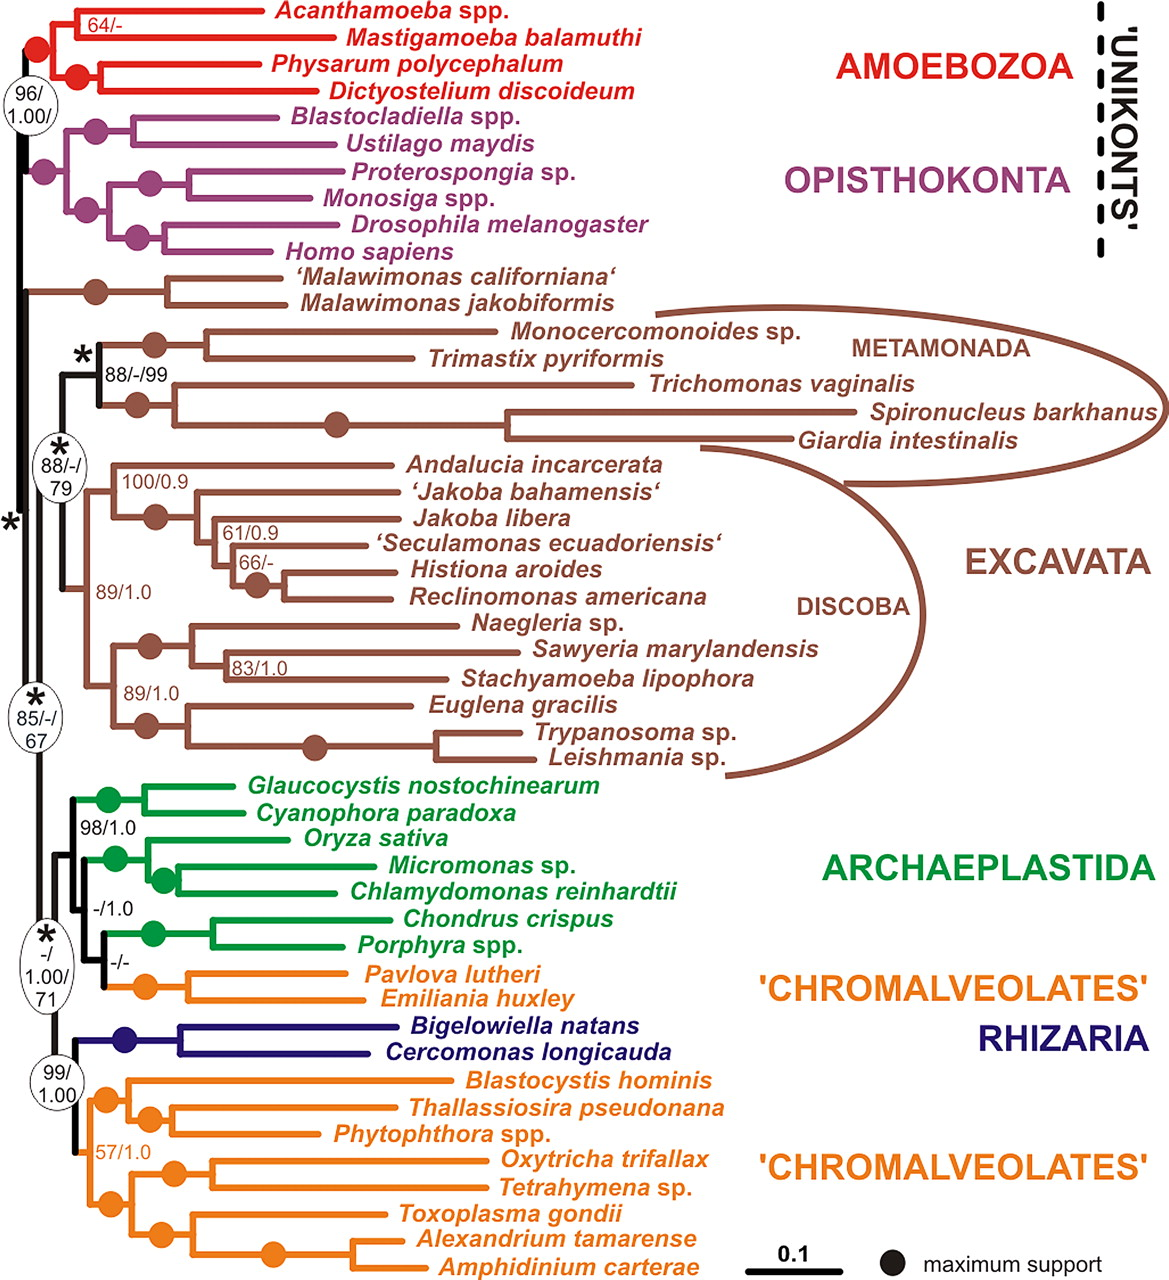 Acanthamoeba spp.
64/-
Mastigamoeba balamuthi
Physarum polycephalum
AMOEBOZOA
Dictyostelium discoideum
96/
1.00/
'UNIKONTS'
Blastocladiella spp.
Ustilago maydis
Proterospongia sp.
OPISTHOKONTA
Monosiga spp.
Drosophila melanogaster
Homo sapiens
‘Malawimonas californiana‘
Malawimonas jakobiformis
Monocercomonoides sp.
METAMONADA
*
Trimastix pyriformis
88/-/99
Trichomonas vaginalis
Spironucleus barkhanus
Giardia intestinalis
*
88/-/
79
Andalucia incarcerata
100/0.9
‘Jakoba bahamensis‘
Jakoba libera
*
61/0.9
‘Seculamonas ecuadoriensis‘
66/-
Histiona aroides
EXCAVATA
89/1.0
Reclinomonas americana
DISCOBA
Naegleria sp.
Sawyeria marylandensis
83/1.0
Stachyamoeba lipophora
89/1.0
*
85/-/
67
Euglena gracilis
Trypanosoma sp.
Leishmania sp.
Glaucocystis nostochinearum
Cyanophora paradoxa
98/1.0
Oryza sativa
Micromonas sp.
ARCHAEPLASTIDA
Chlamydomonas reinhardtii
-/1.0
Chondrus crispus
*
-/
1.00/
71
Porphyra spp.
-/-
Pavlova lutheri
'CHROMALVEOLATES'
Emiliania huxley
Bigelowiella natans
RHIZARIA
Cercomonas longicauda
99/
1.00
Blastocystis hominis
Thallassiosira pseudonana
Phytophthora spp.
57/1.0
Oxytricha trifallax
'CHROMALVEOLATES'
Tetrahymena sp.
Toxoplasma gondii
Alexandrium tamarense
Amphidinium carterae
0.1
maximum support